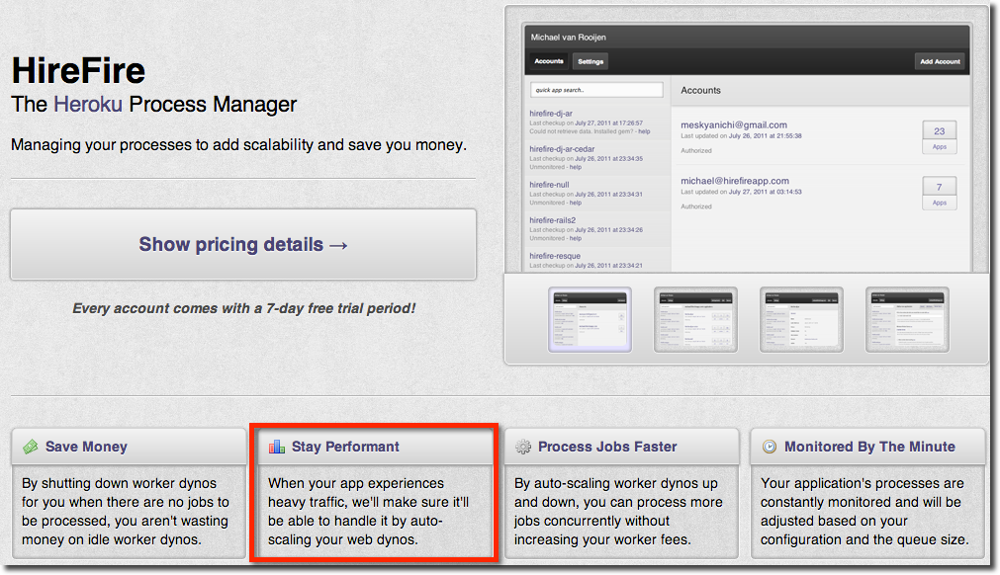 HireFire
The Heroku Process Manager
Managing your processes to add scalability and save you money.
Show pricing details →
Every account comes with a 7-day free trial period!
Michael van Rooijen
Accounts Settings Add Account
quick app search..
hirefire-dj-ar
Last checkup on July 27, 2011 at 17:26:57
Could not retrieve data. Installed gem? - help
hirefire-dj-ar-cedar
Last checkup on July 26, 2011 at 23:34:35
Unmonitored - help
hirefire-null
Last checkup on July 26, 2011 at 23:34:31
Unmonitored - help
hirefire-rails2
Last checkup on July 26, 2011 at 23:34:26
Unmonitored - help
hirefire-resque
Last checkup on July 26, 2011 at 23:34:21
Accounts
meskyanichi@gmail.com
Last updated on July 26, 2011 at 21:55:38
Authorized
23
Apps
michael@hirefireapp.com
Last updated on July 27, 2011 at 03:14:53
Authorized
7
Apps
Save Money
By shutting down worker dynos
for you when there are no jobs to
be processed, you aren't wasting
money on idle worker dynos.
Stay Performant
When your app experiences
heavy traffic, we'll make sure it'll
be able to handle it by auto-
scaling your web dynos.
Process Jobs Faster
By auto-scaling worker dynos up
and down, you can process more
jobs concurrently without
increasing your worker fees.
Monitored By The Minute
Your application's processes are
constantly monitored and will be
adjusted based on your
configuration and the queue size.